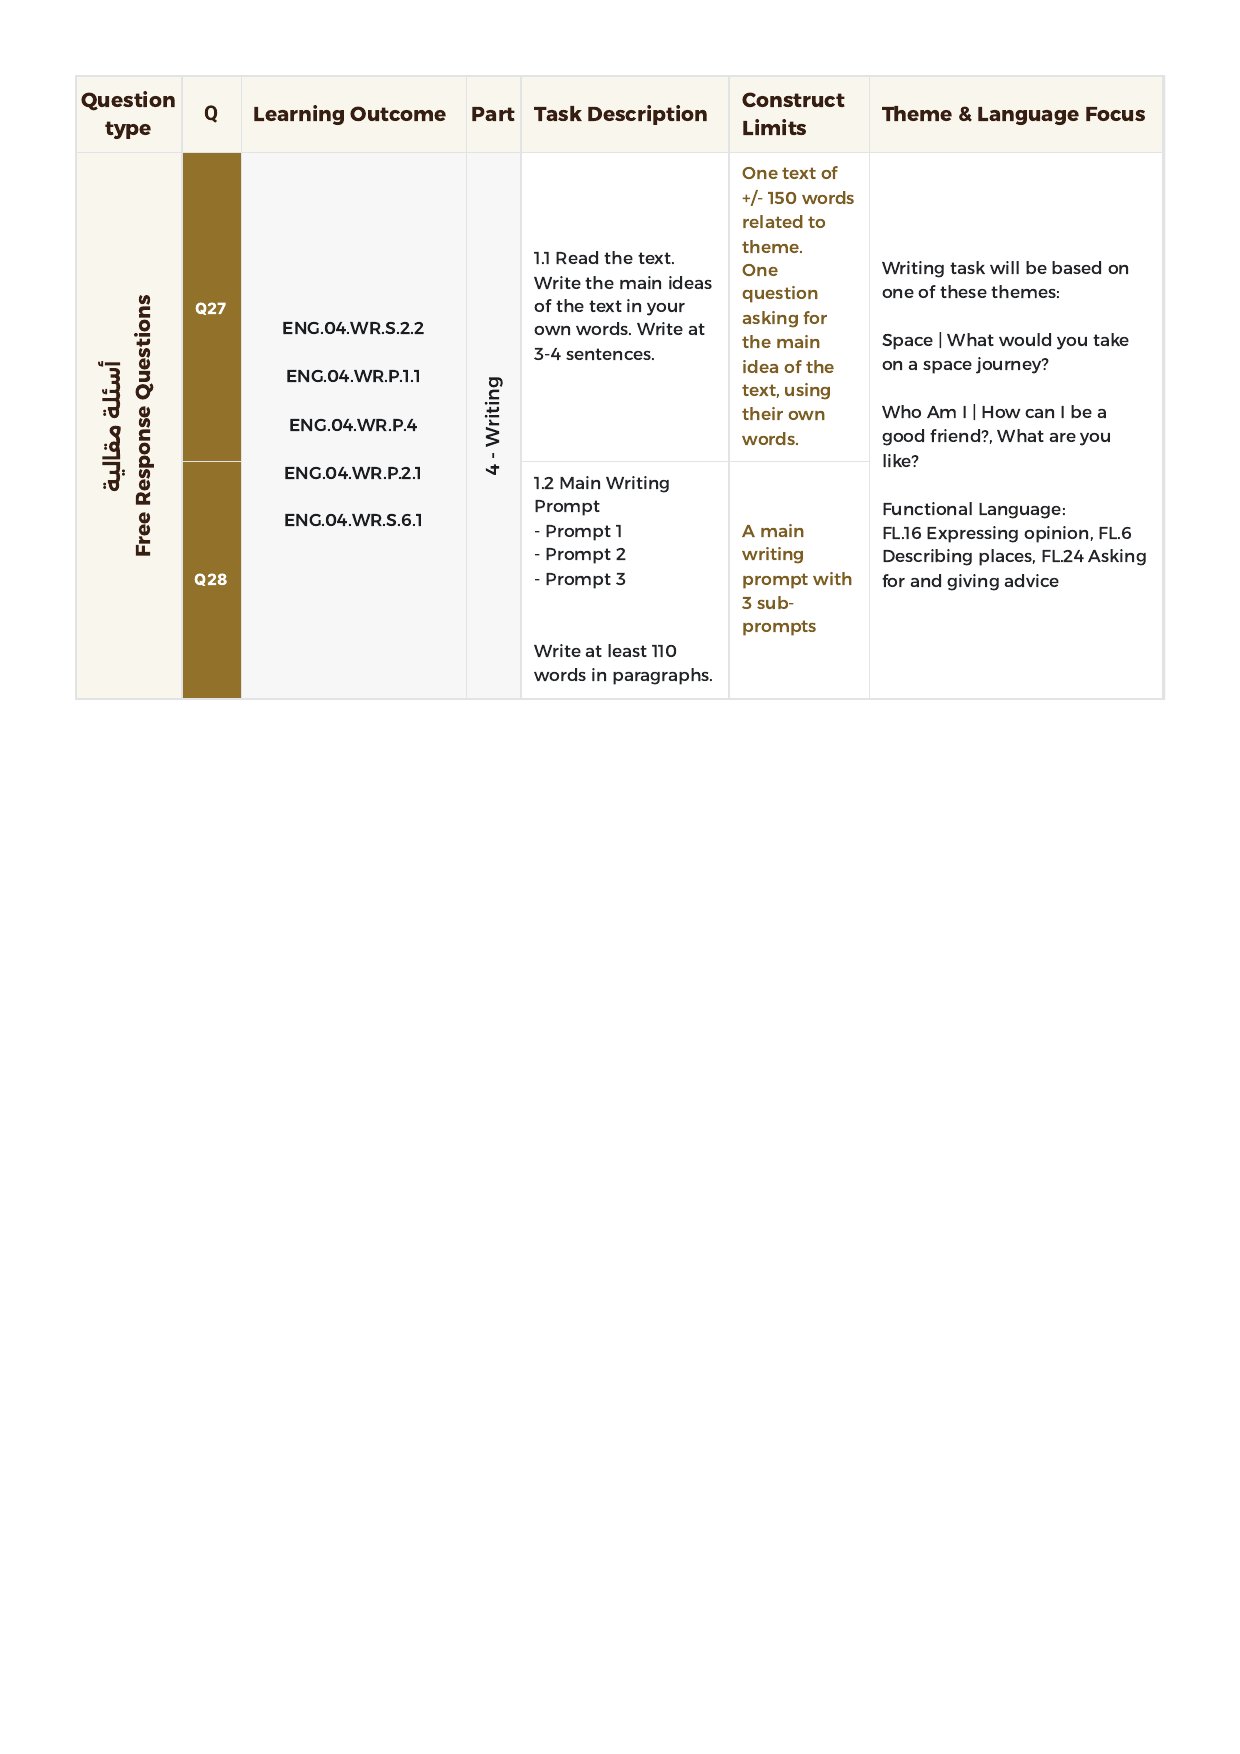 Question
type
Q
Learning Outcome
Part
Task Description
Construct
Limits
Theme & Language Focus
أسئلة مقالية
Free Response Questions
Q27
Q28
ENG.04.WR.S.2.2
ENG.04.WR.P.1.1
ENG.04.WR.P.4
ENG.04.WR.P.2.1
ENG.04.WR.S.6.1
4 - Writing
1.1 Read the text.
Write the main ideas
of the text in your
own words. Write at
3-4 sentences.
One text of
+/- 150 words
related to
theme.
One
question
asking for
the main
idea of the
text, using
their own
words.
1.2 Main Writing
Prompt
- Prompt 1
- Prompt 2
- Prompt 3
Write at least 110
words in paragraphs.
A main
writing
prompt with
3 sub-
prompts
Writing task will be based on
one of these themes:
Space | What would you take
on a space journey?
Who Am I | How can I be a
good friend?, What are you
like?
Functional Language:
FL.16 Expressing opinion, FL.6
Describing places, FL.24 Asking
for and giving advice